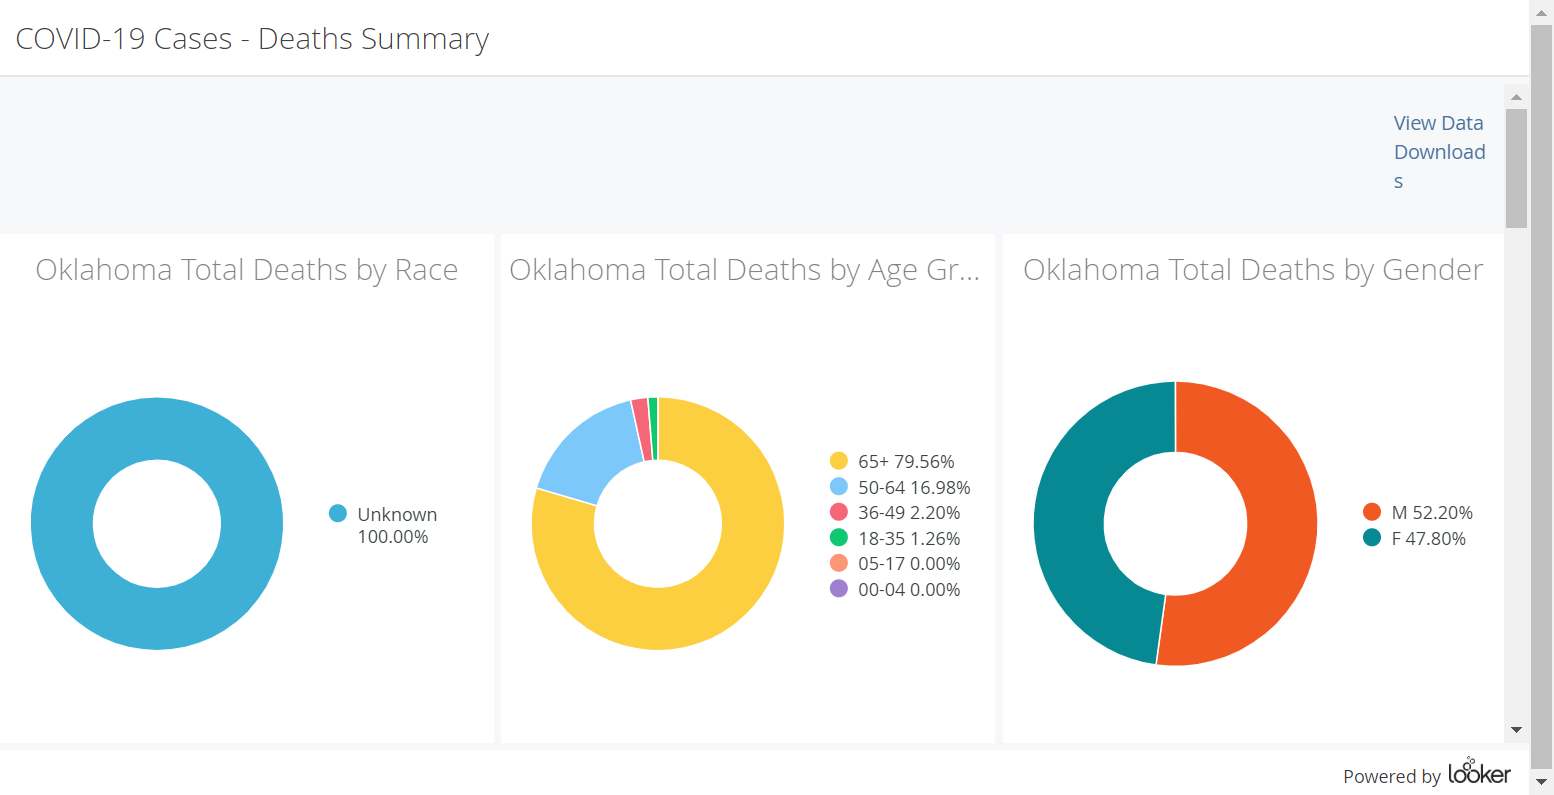 COVID-19 Cases - Deaths Summary
View Data
Download
s
Oklahoma Total Deaths by Race
Unknown
100.00%
Oklahoma Total Deaths by Age Gr...
65+ 79.56%
50-64 16.98%
36-49 2.20%
18-35 1.26%
05-17 0.00%
00-04 0.00%
Oklahoma Total Deaths by Gender
M 52.20%
F 47.80%
Powered by looker